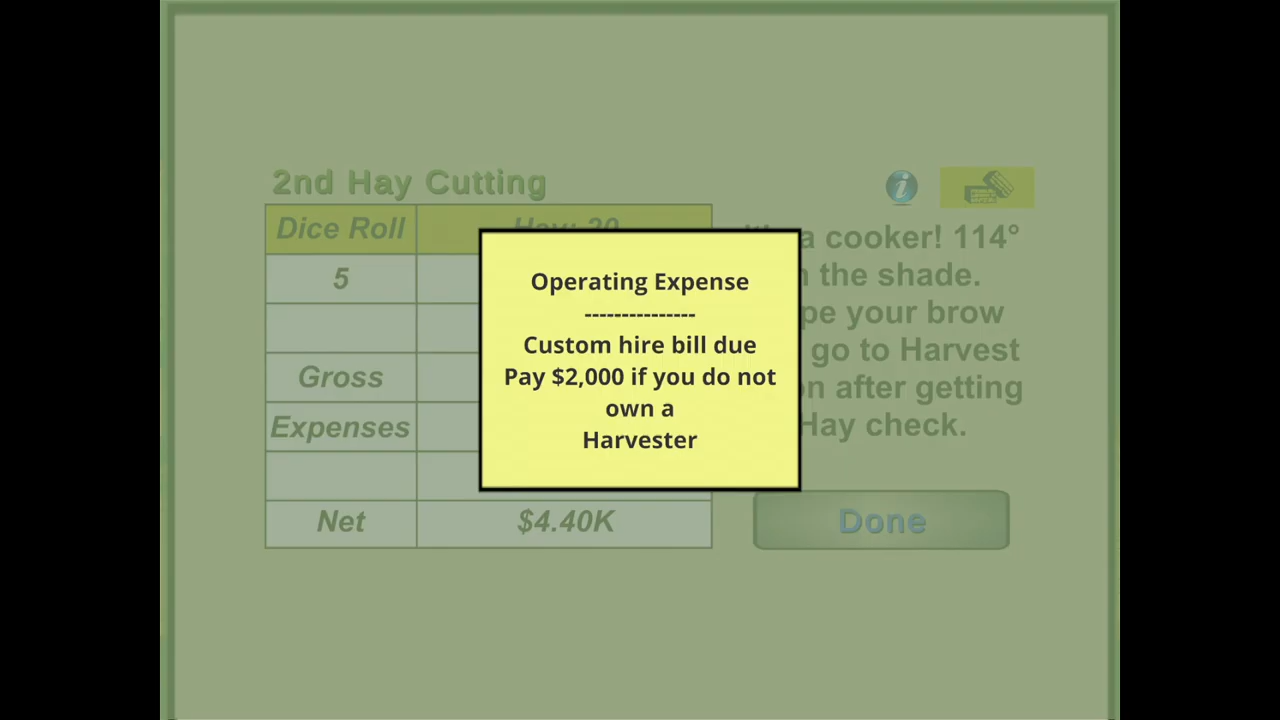 2nd Hay Cutting
Dice Roll
5
Gross
Expenses
Net $4.40K
Operating Expense
---------------
Custom hire bill due
Pay $2,000 if you do not
own a
Harvester
a cooker! 114°
the shade.
your brow
go to Harvest
after getting
Hay check.
Done